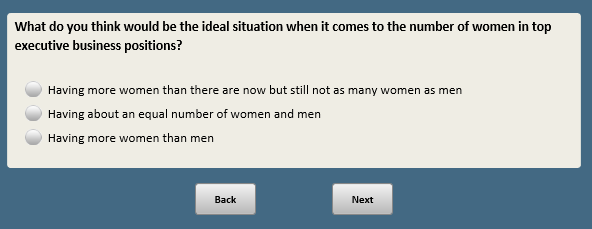 What do you think would be the ideal situation when it comes to the number of women in top
executive business positions?
Having more women than there are now but still not as many women as men
Having about an equal number of women and men
Having more women than men
Back Next